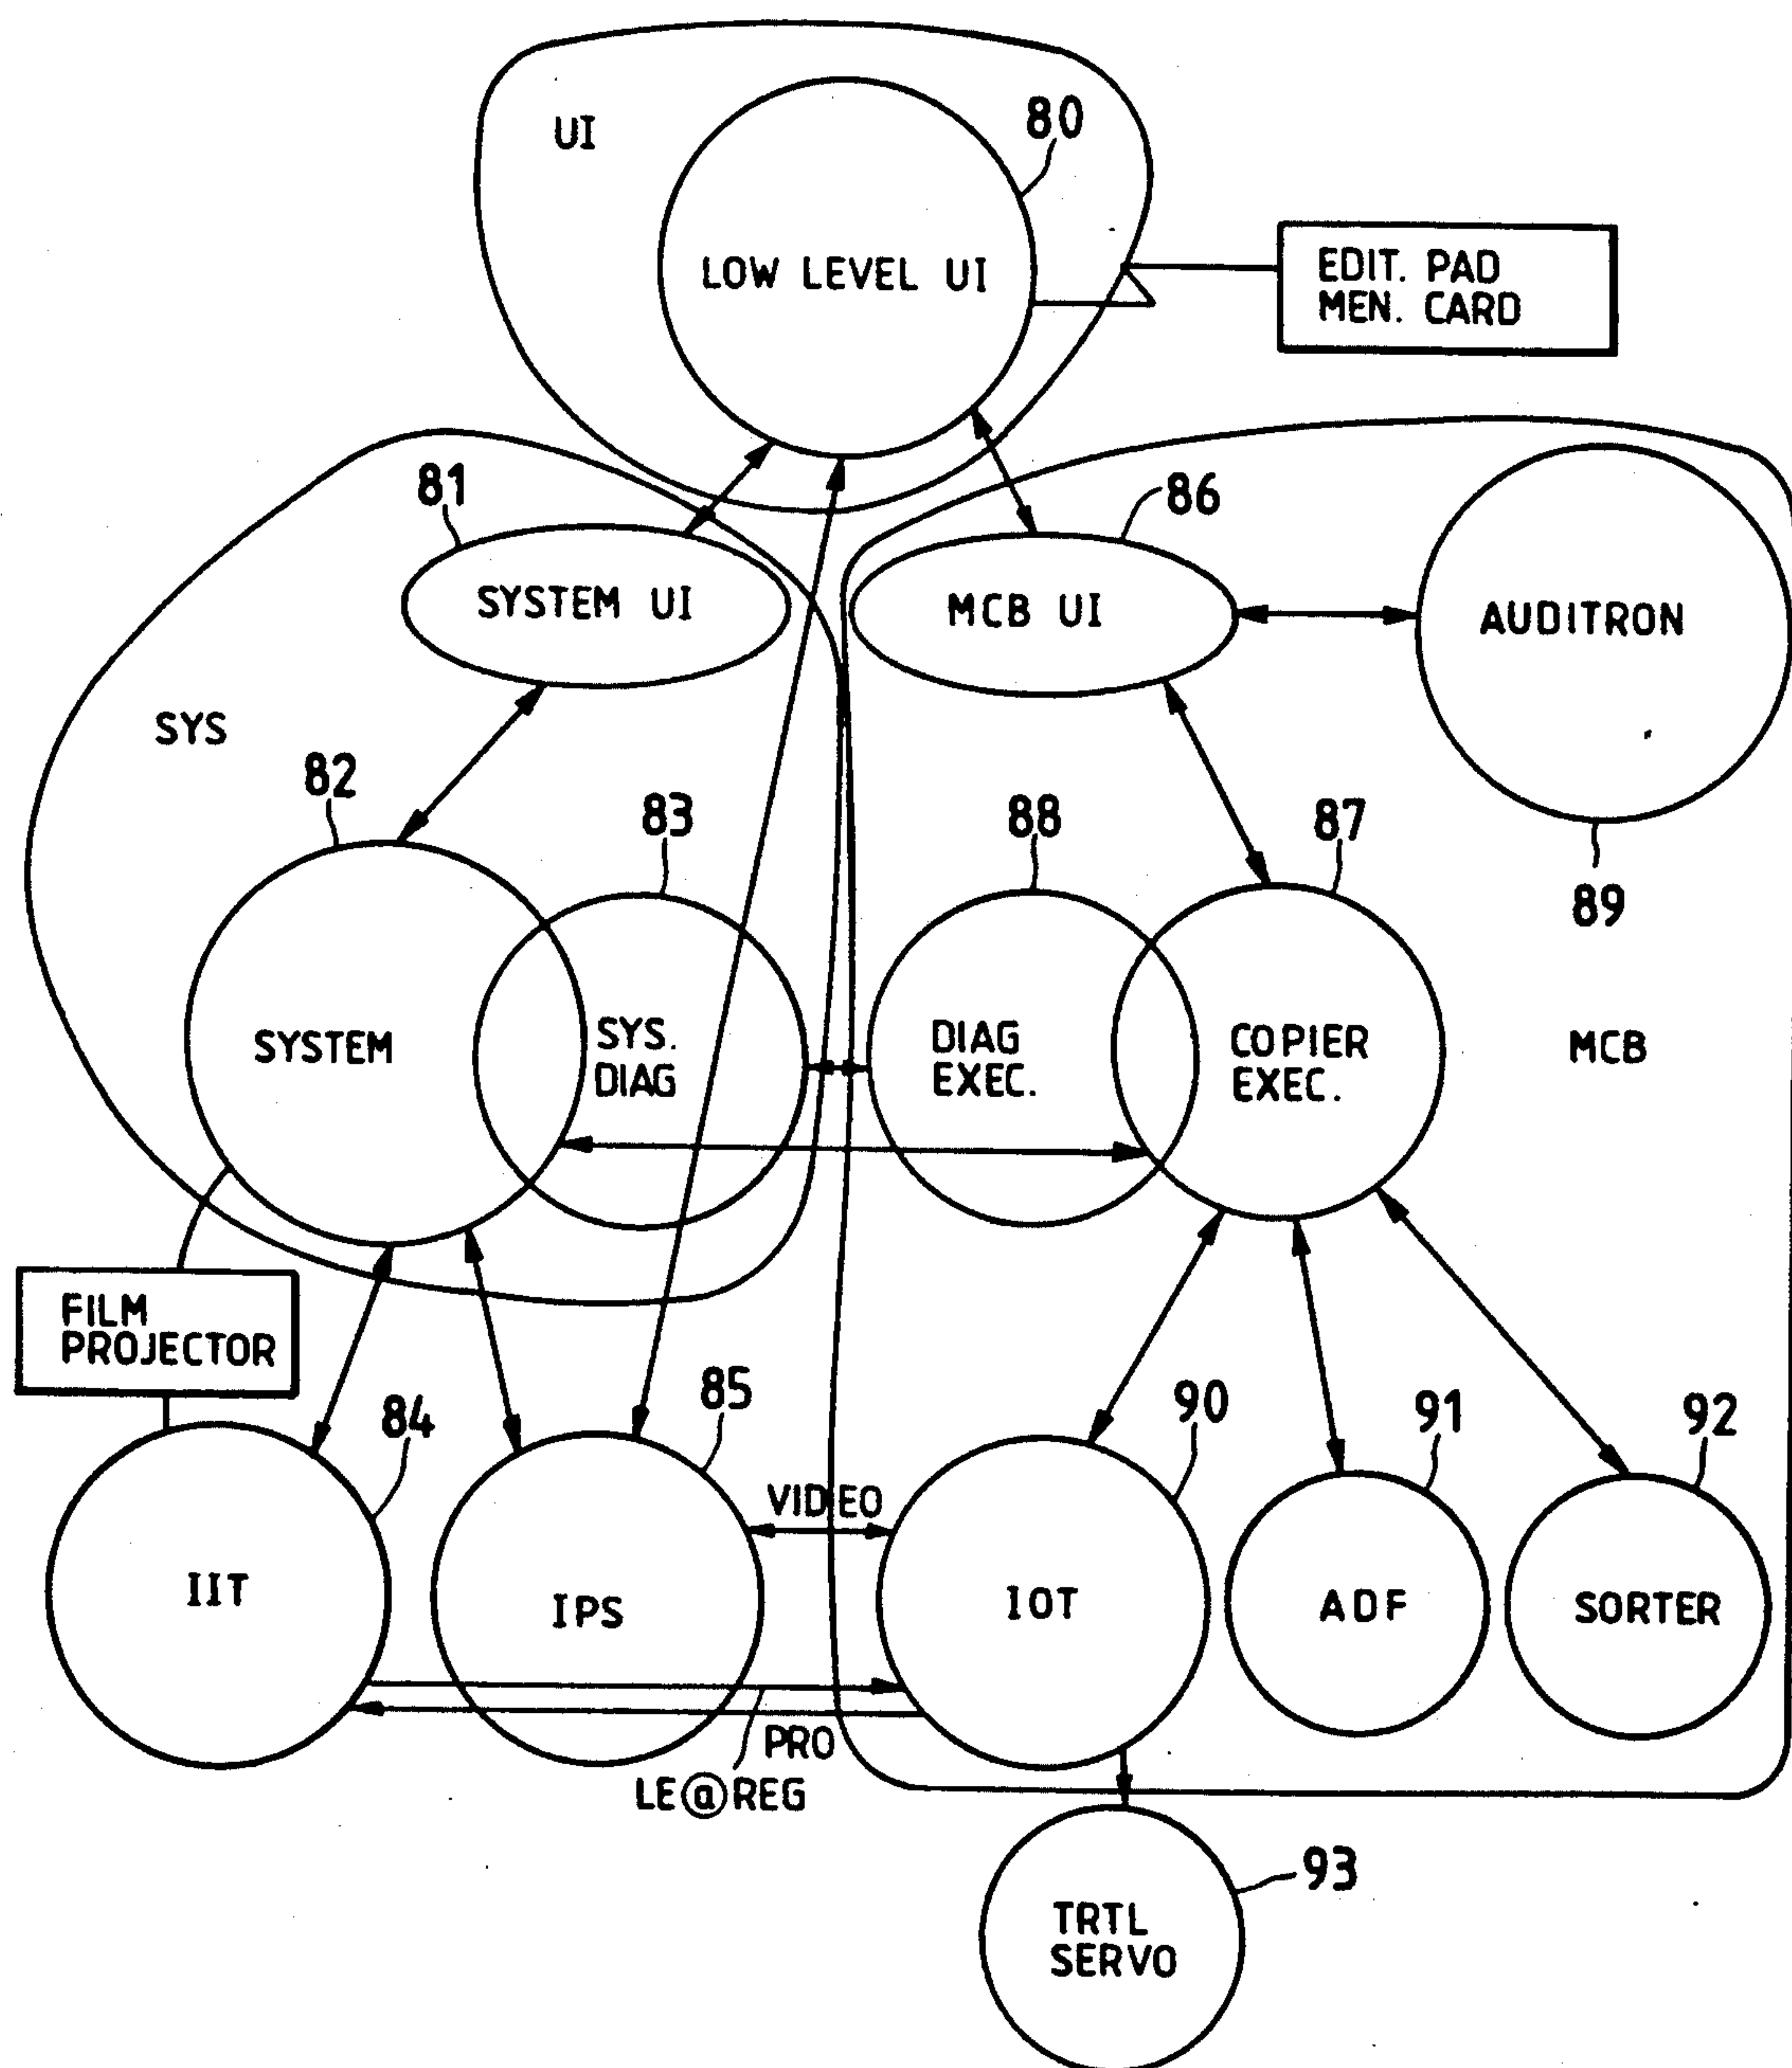 UI
80
LOW LEVEL UI
EDIT. PAD
MEN. CARD
81
86
SYSTEM UI
MCB UI
AUDITRON
SYS
82
83
88
87
89
SYSTEM
SYS.
DIAG
DIAG
EXEC.
COPIER
EXEC.
MCB
FILM
PROJECTOR
84
85
90
91
92
VIDEO
IIT
IPS
IOT
ADF
SORTER
PRO
LE@REG
93
TRTL
SERVO